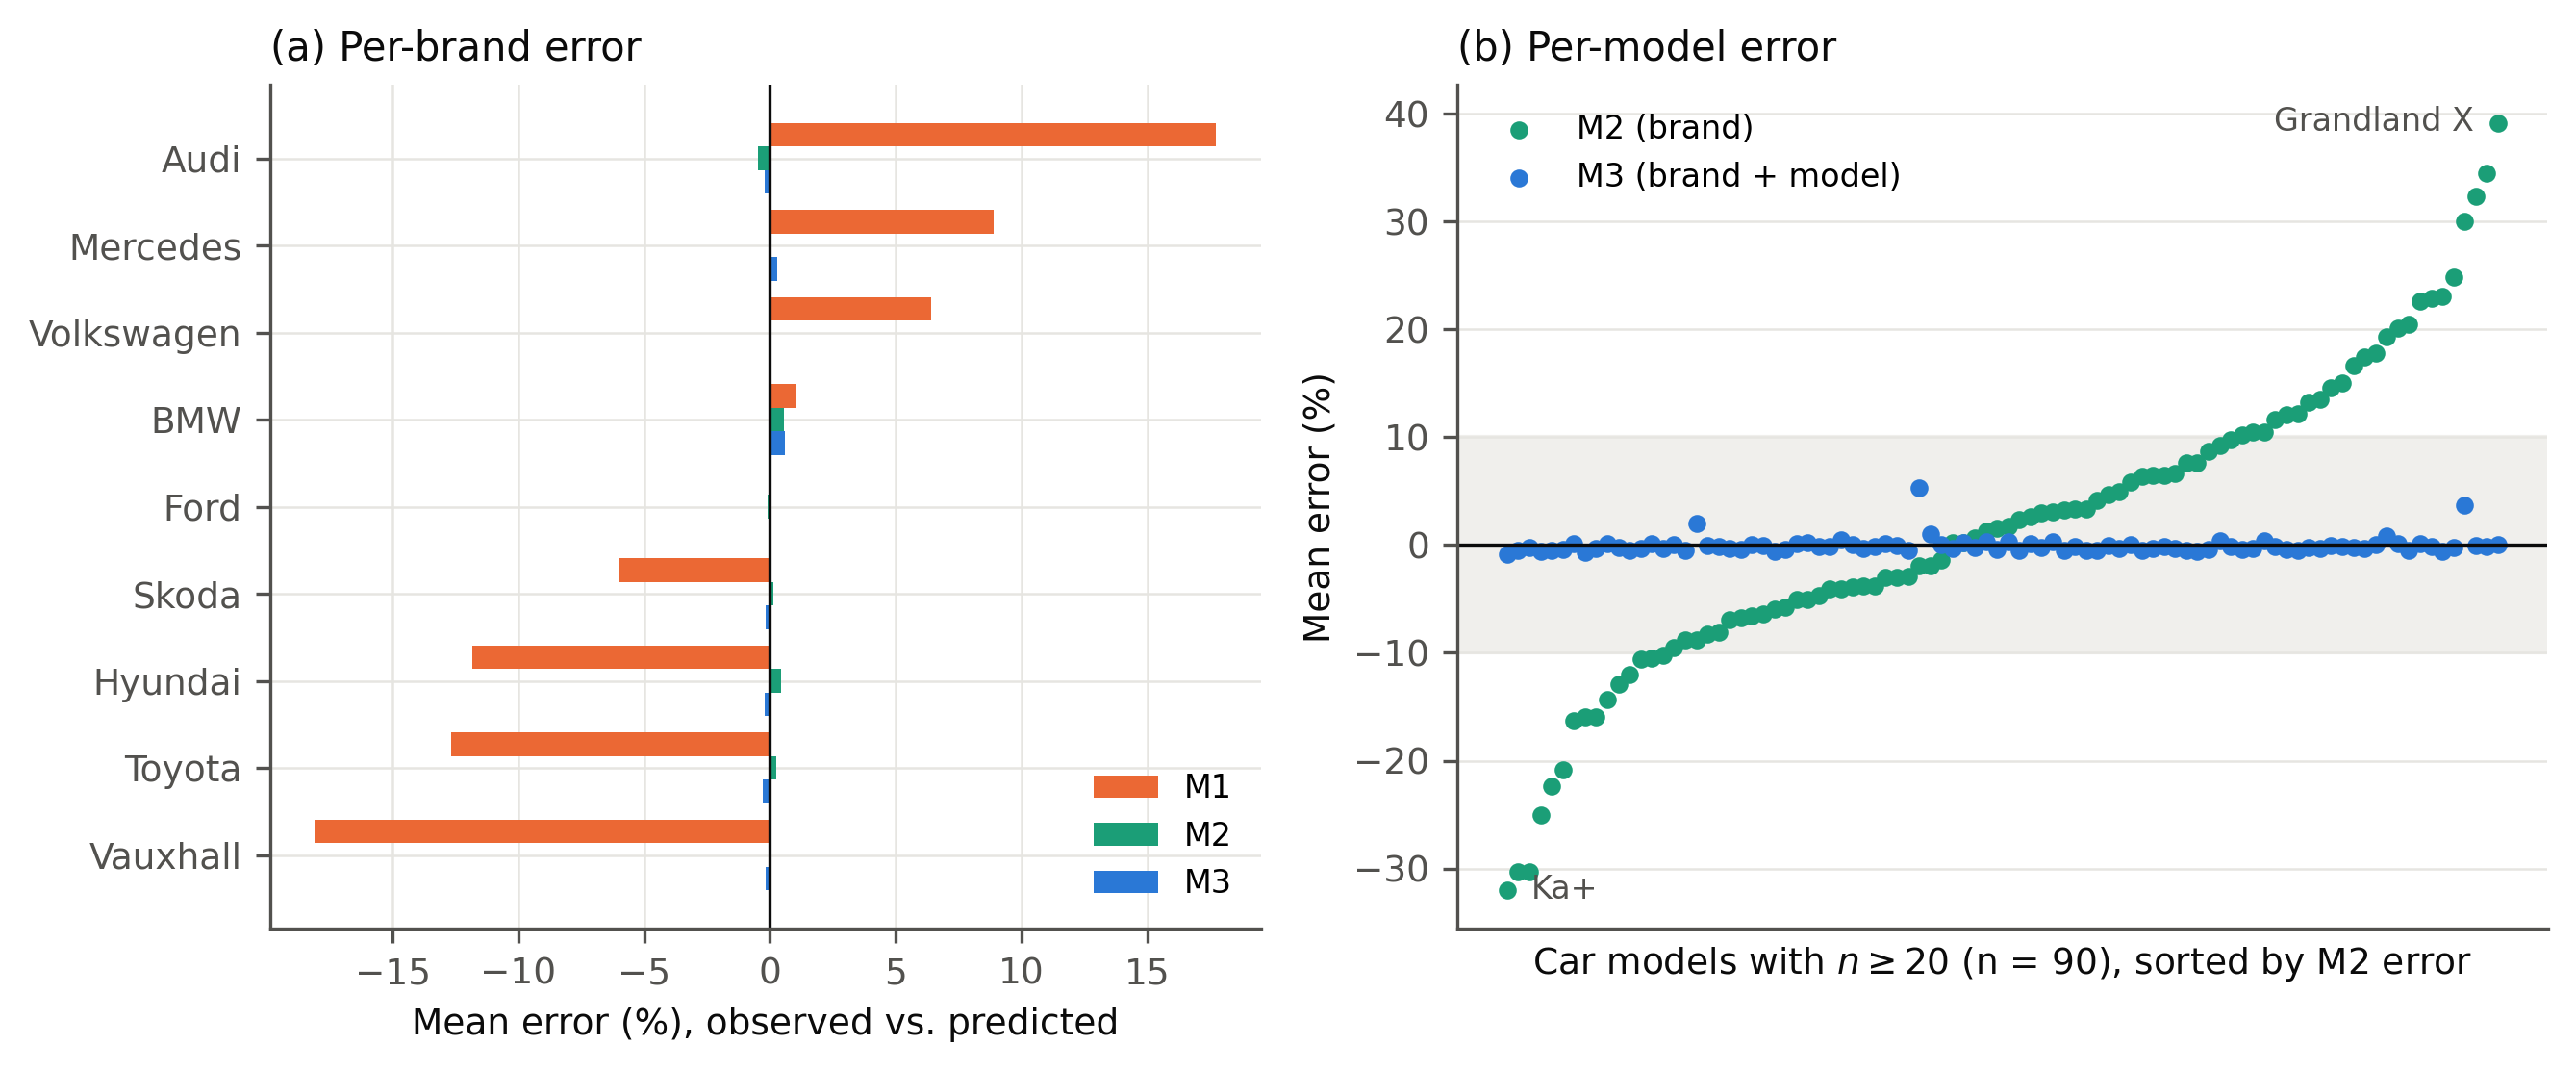 (a) Per-brand error
Audi
Mercedes
Volkswagen
BMW
Ford
Skoda
Hyundai
Toyota
Vauxhall
M1
M2
M3
−15 −10 −5 0 5 10 15
Mean error (%), observed vs. predicted
(b) Per-model error
M2 (brand)
M3 (brand + model)
Grandland X
Ka+
40
30
20
10
0
−10
−20
−30
Mean error (%)
Car models with n ≥ 20 (n = 90), sorted by M2 error